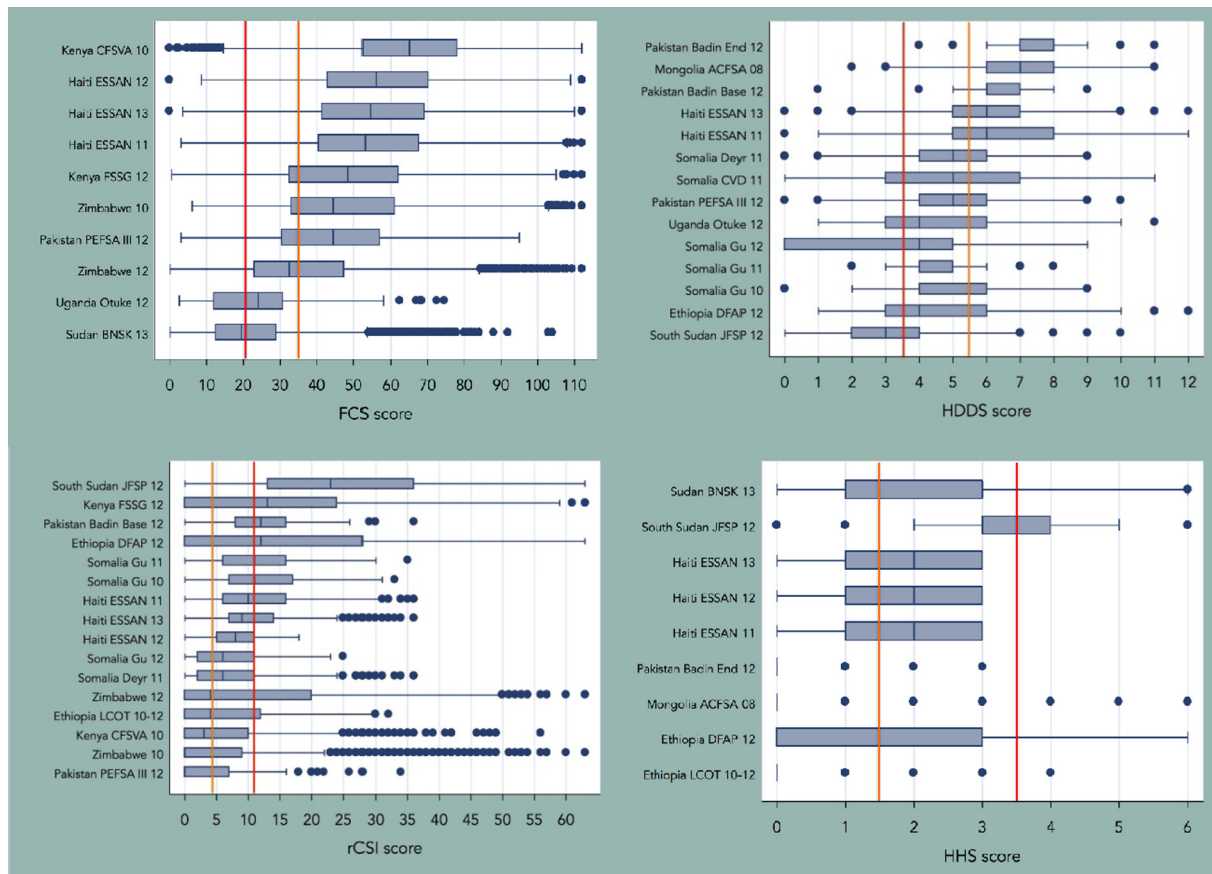 Kenya CFSVA 10
Haiti ESSAN 12
Haiti ESSAN 13
Haiti ESSAN 11
Kenya FSSG 12
Zimbabwe 10
Pakistan PEFSA III 12
Zimbabwe 12
Uganda Otuke 12
Sudan BNSK 13
0 10 20 30 40 50 60 70 80 90 100 110
FCS score
Pakistan Badin End 12
Mongolia ACFSA 08
Pakistan Badin Base 12
Haiti ESSAN 13
Haiti ESSAN 11
Somalia Deyr 11
Somalia CVD 11
Pakistan PEFSA III 12
Uganda Otuke 12
Somalia Gu 12
Somalia Gu 11
Somalia Gu 10
Ethiopia DFAP 12
South Sudan JFSP 12
0 1 2 3 4 5 6 7 8 9 10 11 12
HDDS score
South Sudan JFSP 12
Kenya FSSG 12
Pakistan Badin Base 12
Ethiopia DFAP 12
Somalia Gu 11
Somalia Gu 10
Haiti ESSAN 11
Haiti ESSAN 13
Haiti ESSAN 12
Somalia Gu 12
Somalia Deyr 11
Zimbabwe 12
Ethiopia LCOT 10-12
Kenya CFSVA 10
Zimbabwe 10
Pakistan PEFSA III 12
0 5 10 15 20 25 30 35 40 45 50 55 60
rCSI score
Sudan BNSK 13
South Sudan JFSP 12
Haiti ESSAN 13
Haiti ESSAN 12
Haiti ESSAN 11
Pakistan Badin End 12
Mongolia ACFSA 08
Ethiopia DFAP 12
Ethiopia LCOT 10-12
0 1 2 3 4 5 6
HHS score